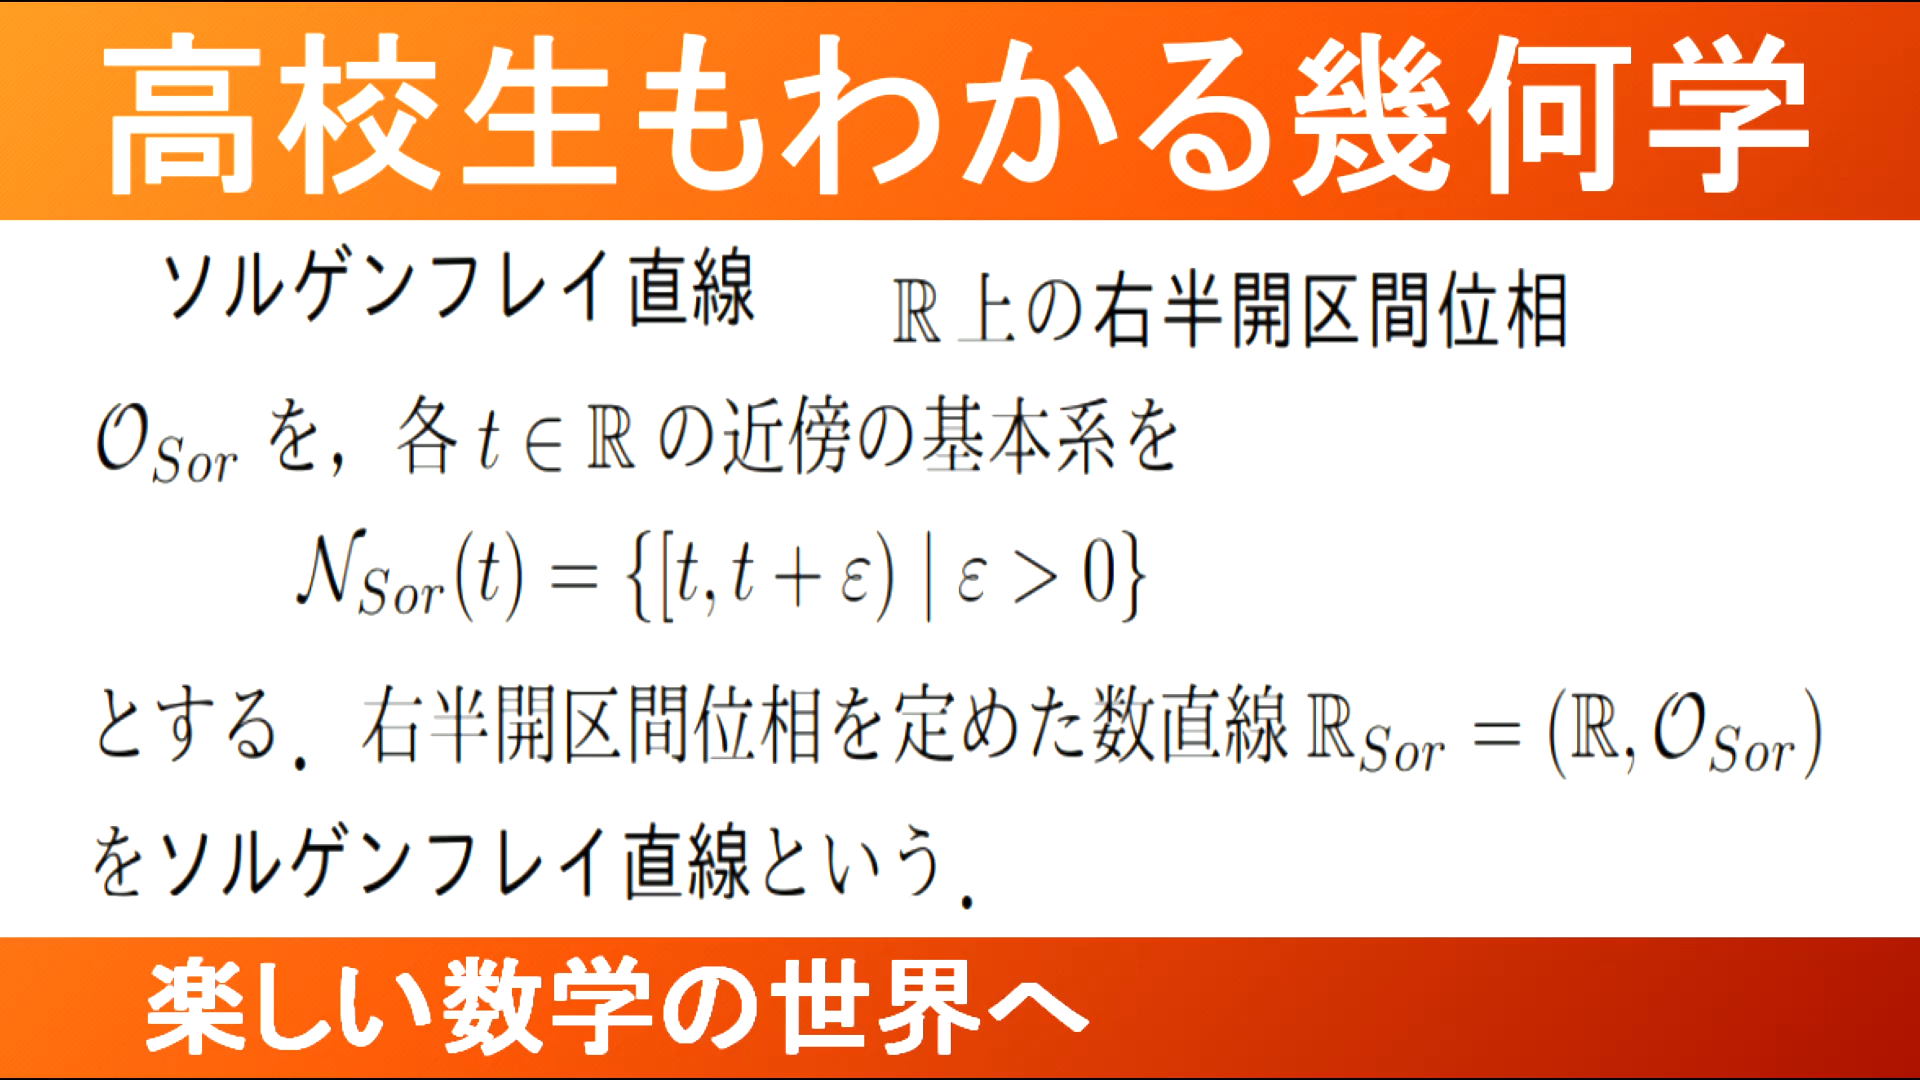 高校生もわかる幾何学
ソルゲンフレイ直線 ℝ上の右半開区間位相
𝒪_{Sor} を，各 t ∈ ℝ の近傍の基本系を
𝒩_{Sor}(t) = {[t, t + ε) | ε > 0}
とする．右半開区間位相を定めた数直線 ℝ_{Sor} = (ℝ, 𝒪_{Sor})
をソルゲンフレイ直線という．
楽しい数学の世界へ